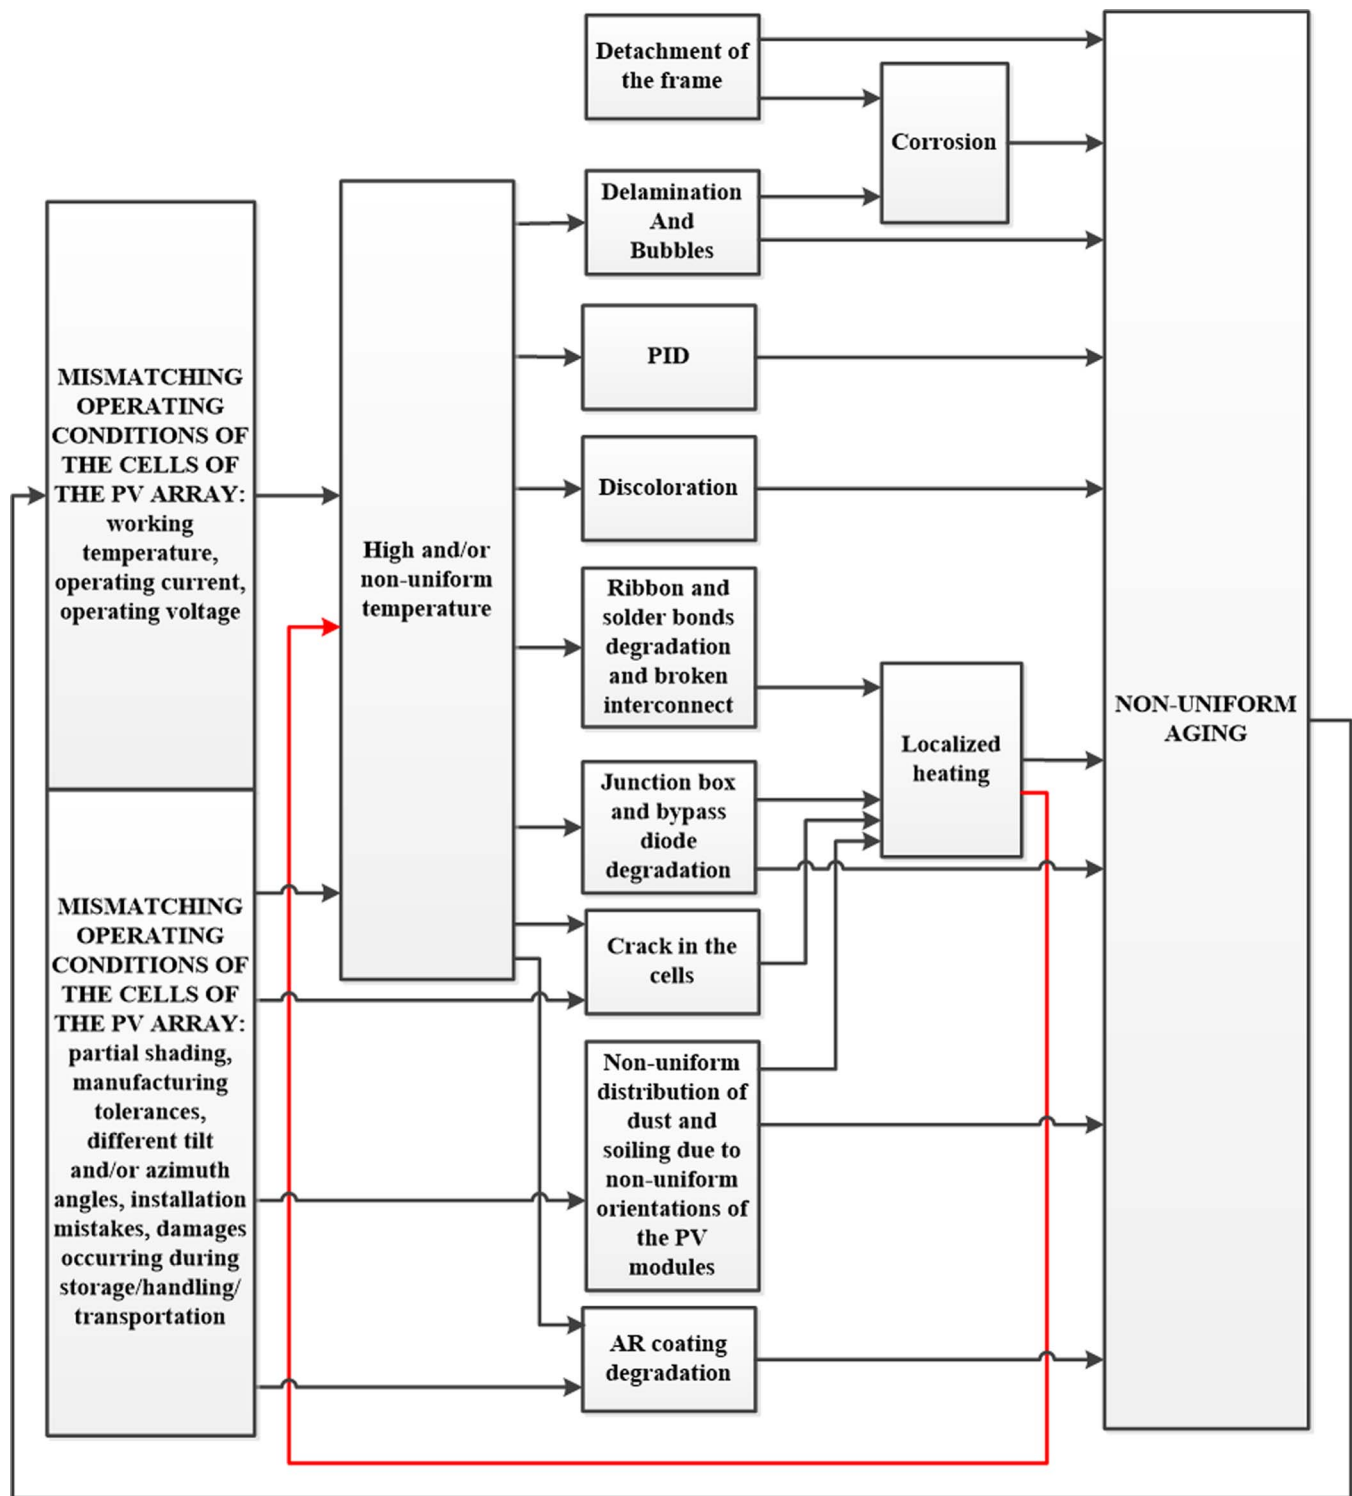 Detachment of
the frame
Corrosion
Delamination
And
Bubbles
MISMATCHING
OPERATING
CONDITIONS OF
THE CELLS OF
THE PV ARRAY:
working
temperature,
operating current,
operating voltage
High and/or
non-uniform
temperature
PID
Discoloration
Ribbon and
solder bonds
degradation
and broken
interconnect
Localized
heating
NON-UNIFORM
AGING
Junction box
and bypass
diode
degradation
MISMATCHING
OPERATING
CONDITIONS OF
THE CELLS OF
THE PV ARRAY:
partial shading,
manufacturing
tolerances,
different tilt
and/or azimuth
angles, installation
mistakes, damages
occurring during
storage/handling/
transportation
Crack in the
cells
Non-uniform
distribution of
dust and
soiling due to
non-uniform
orientations of
the PV
modules
AR coating
degradation